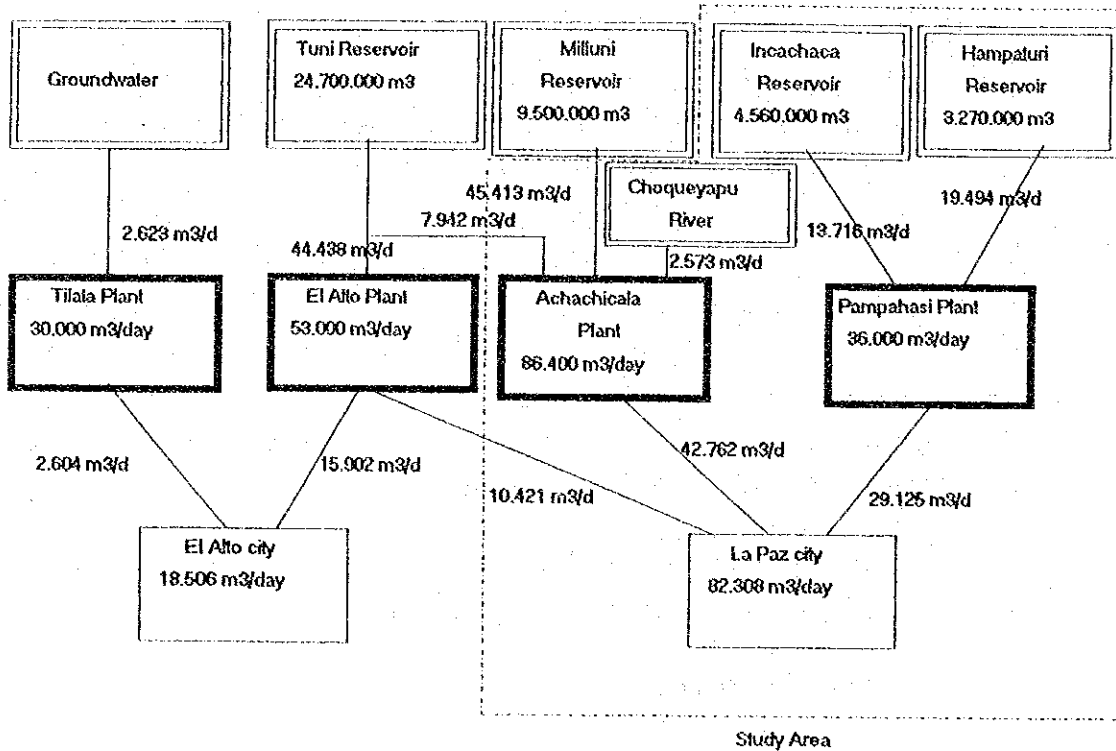 Groundwater
Tuni Reservoir
24.700.000 m3
Milluni
Reservoir
9.500.000 m3
Incachaca
Reservoir
4.560.000 m3
Hampaturi
Reservoir
3.270.000 m3
Choqueyapu
River
2.623 m3/d
44.438 m3/d
7.942 m3/d
45.413 m3/d
2.573 m3/d
13.716 m3/d
19.494 m3/d
Tilala Plant
30.000 m3/day
El Alto Plant
53.000 m3/day
Achachicala
Plant
86.400 m3/day
Pampahasi Plant
36.000 m3/day
2.604 m3/d
15.902 m3/d
10.421 m3/d
42.762 m3/d
29.125 m3/d
El Alto city
18.506 m3/day
La Paz city
82.308 m3/day
Study Area